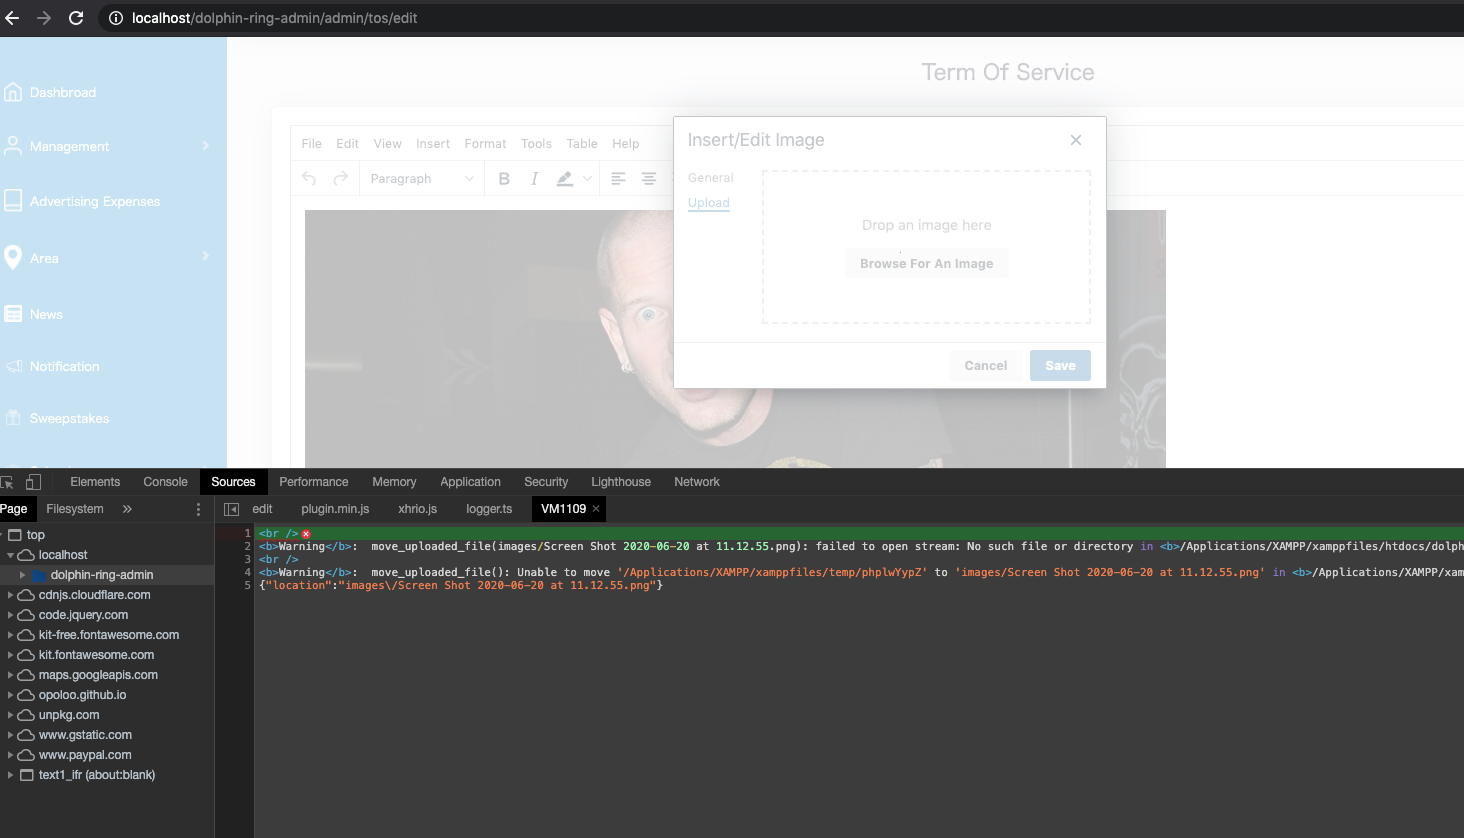 localhost/dolphin-ring-admin/admin/tos/edit
Term Of Service
Dashbroad
Management
Advertising Expenses
Area
News
Notification
Sweepstakes
File Edit View Insert Format Tools Table Help
Paragraph B I
Insert/Edit Image
General
Upload
Drop an image here
Browse For An Image
Cancel Save
Elements Console Sources Performance Memory Application Security Lighthouse Network
Page Filesystem »
edit plugin.min.js xhrio.js logger.ts VM1109 ×
top
localhost
dolphin-ring-admin
cdnjs.cloudflare.com
code.jquery.com
kit-free.fontawesome.com
kit.fontawesome.com
maps.googleapis.com
opoloo.github.io
unpkg.com
www.gstatic.com
www.paypal.com
text1_ifr (about:blank)
1 <br />
2 <b>Warning</b>:  move_uploaded_file(images/Screen Shot 2020-06-20 at 11.12.55.png): failed to open stream: No such file or directory in <b>/Applications/XAMPP/xamppfiles/htdocs/dolph
3 <br />
4 <b>Warning</b>:  move_uploaded_file(): Unable to move '/Applications/XAMPP/xamppfiles/temp/phplwYypZ' to 'images/Screen Shot 2020-06-20 at 11.12.55.png' in <b>/Applications/XAMPP/xam
5 {"location":"images\/Screen Shot 2020-06-20 at 11.12.55.png"}